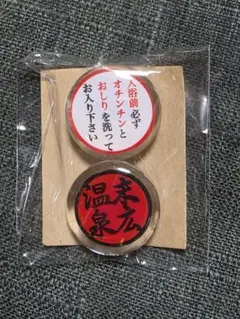 入浴前必ず
オチンチンと
おしりを洗って
お入り下さい
末広
温泉